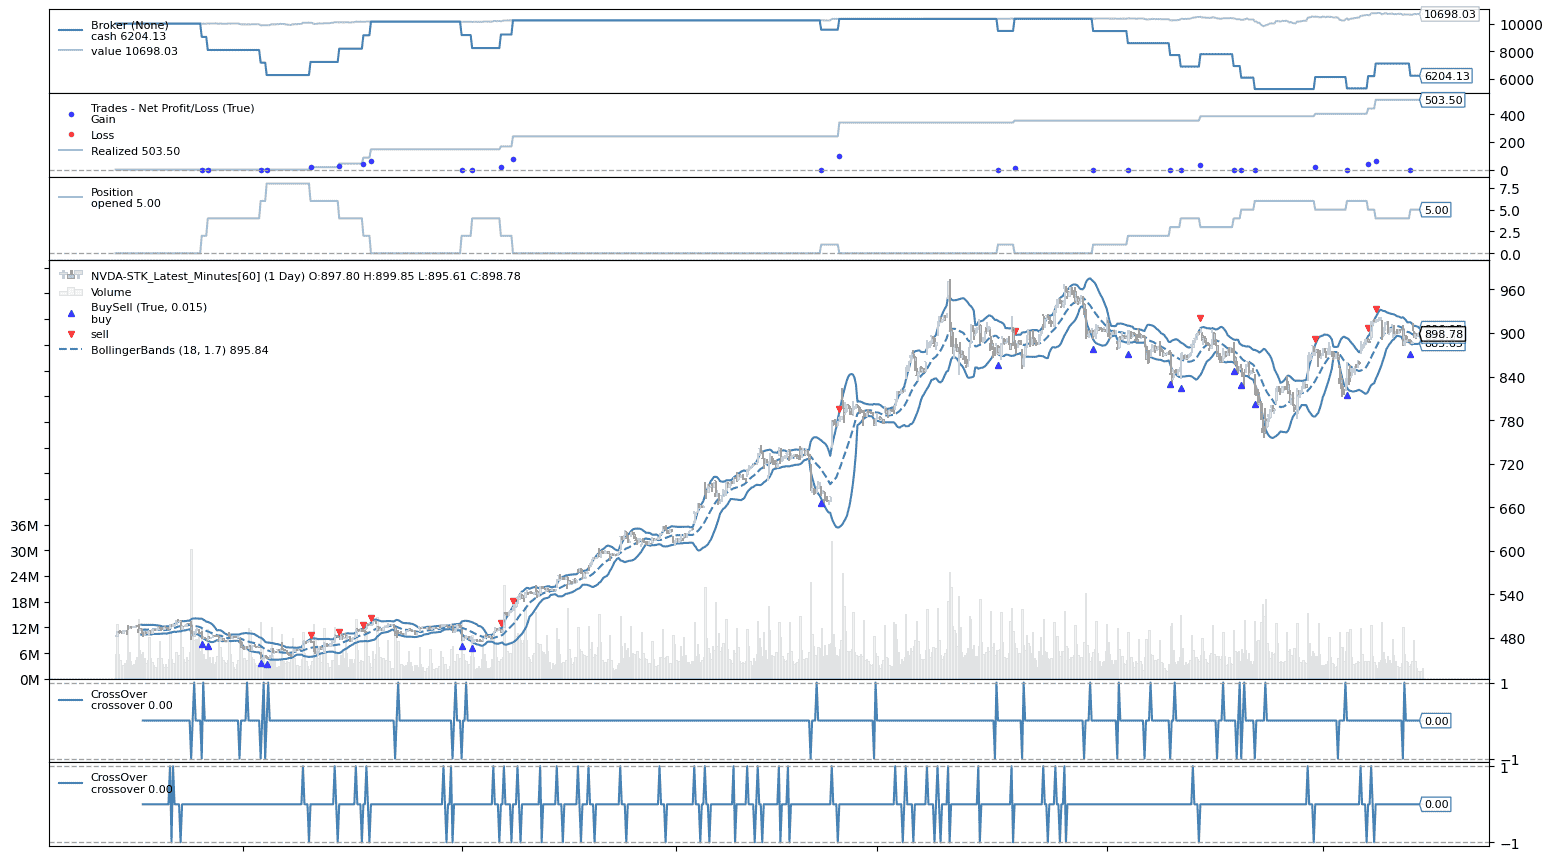 Broker (None)
cash 6204.13
value 10698.03
10698.03
10000
8000
6204.13
6000
Trades - Net Profit/Loss (True)
Gain
Loss
Realized 503.50
503.50
400
200
0
Position
opened 5.00
7.5
5.00
5.0
2.5
0.0
NVDA-STK_Latest_Minutes[60] (1 Day) O:897.80 H:899.85 L:895.61 C:898.78
Volume
BuySell (True, 0.015)
buy
sell
BollingerBands (18, 1.7) 895.84
960
900
898.78
840
780
720
660
600
540
480
36M
30M
24M
18M
12M
6M
0M
CrossOver
crossover 0.00
1
0.00
−1
CrossOver
crossover 0.00
1
0.00
−1